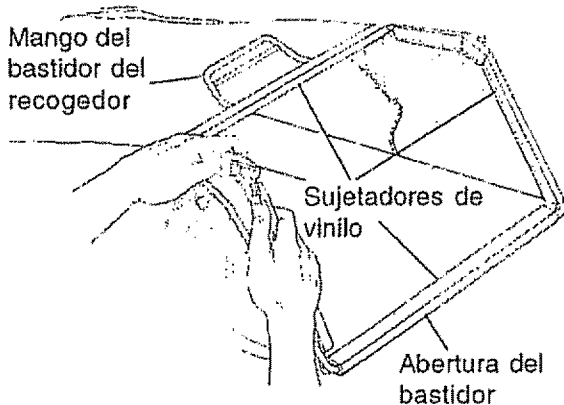 Mango del
bastidor del
recogedor
Sujetadores de
vinilo
Abertura del
bastidor